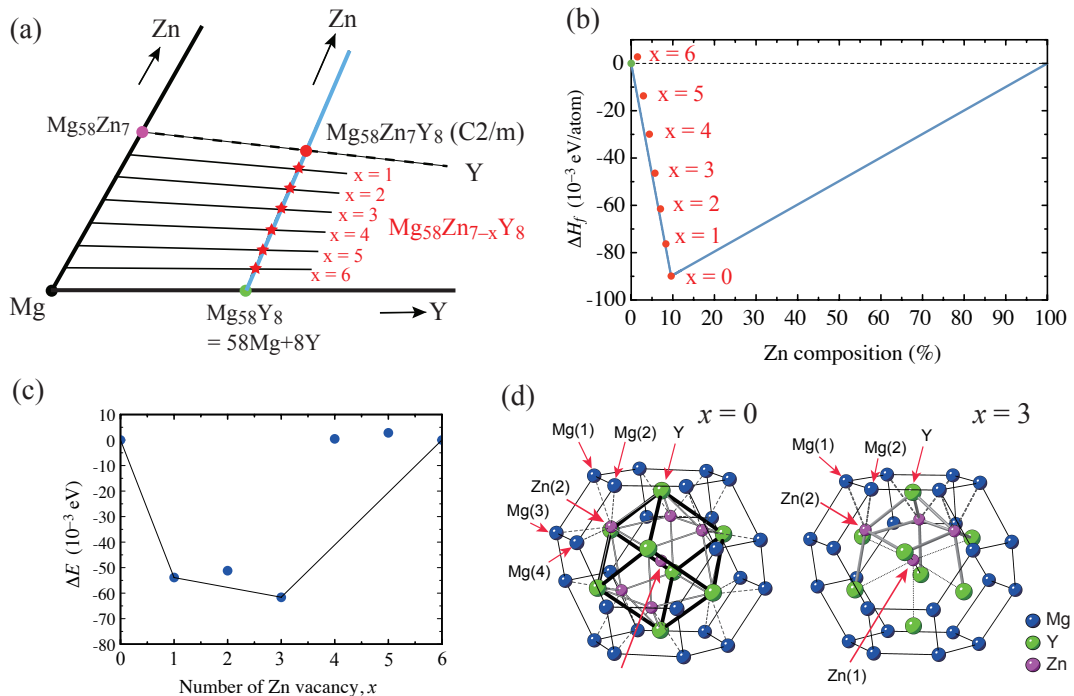 (a)
Zn
Zn
Mg58Zn7
Mg58Zn7Y8 (C2/m)
Y
x = 1
x = 2
x = 3
x = 4
x = 5
x = 6
Mg58Zn7–xY8
Mg
Mg58Y8
= 58Mg+8Y
Y
(b)
0
-20
-40
-60
-80
-100
ΔHf (10⁻³ eV/atom)
x = 6
x = 5
x = 4
x = 3
x = 2
x = 1
x = 0
0 10 20 30 40 50 60 70 80 90 100
Zn composition (%)
(c)
10
0
-10
-20
-30
-40
-50
-60
-70
-80
ΔE (10⁻³ eV)
0 1 2 3 4 5 6
Number of Zn vacancy, x
(d)
x = 0
Mg(1)
Mg(2)
Y
Zn(2)
Mg(3)
Mg(4)
x = 3
Mg(1)
Mg(2)
Y
Zn(2)
Zn(1)
Mg
Y
Zn